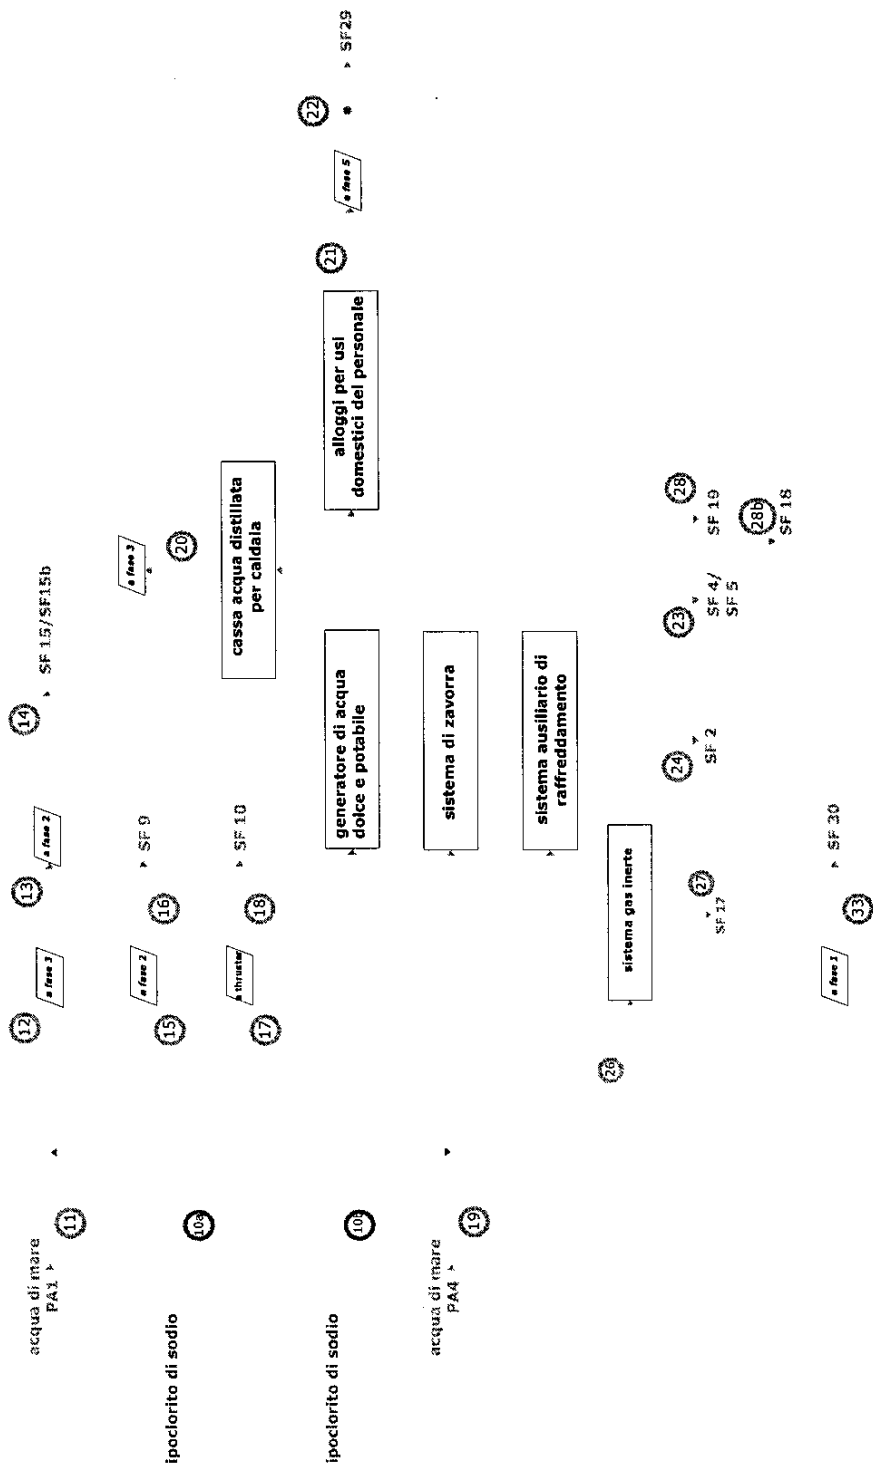 acqua di mare
PA1
11
12
a fase 3
13
a fase 2
14
SF 15/SF15b
ipoclorito di sodio
10a
15
a fase 2
16
SF 9
a fase 3
20
17
a thruster
18
SF 10
cassa acqua distillata
per caldaia
ipoclorito di sodio
10b
generatore di acqua
dolce e potabile
alloggi per usi
domestici del personale
21
a fase 5
22
SF29
acqua di mare
PA4
19
sistema di zavorra
sistema ausiliario di
raffreddamento
26
sistema gas inerte
27
SF 17
24
SF 2
23
SF 4/
SF 5
28
SF 19
28b
SF 18
a fase 1
33
SF 30